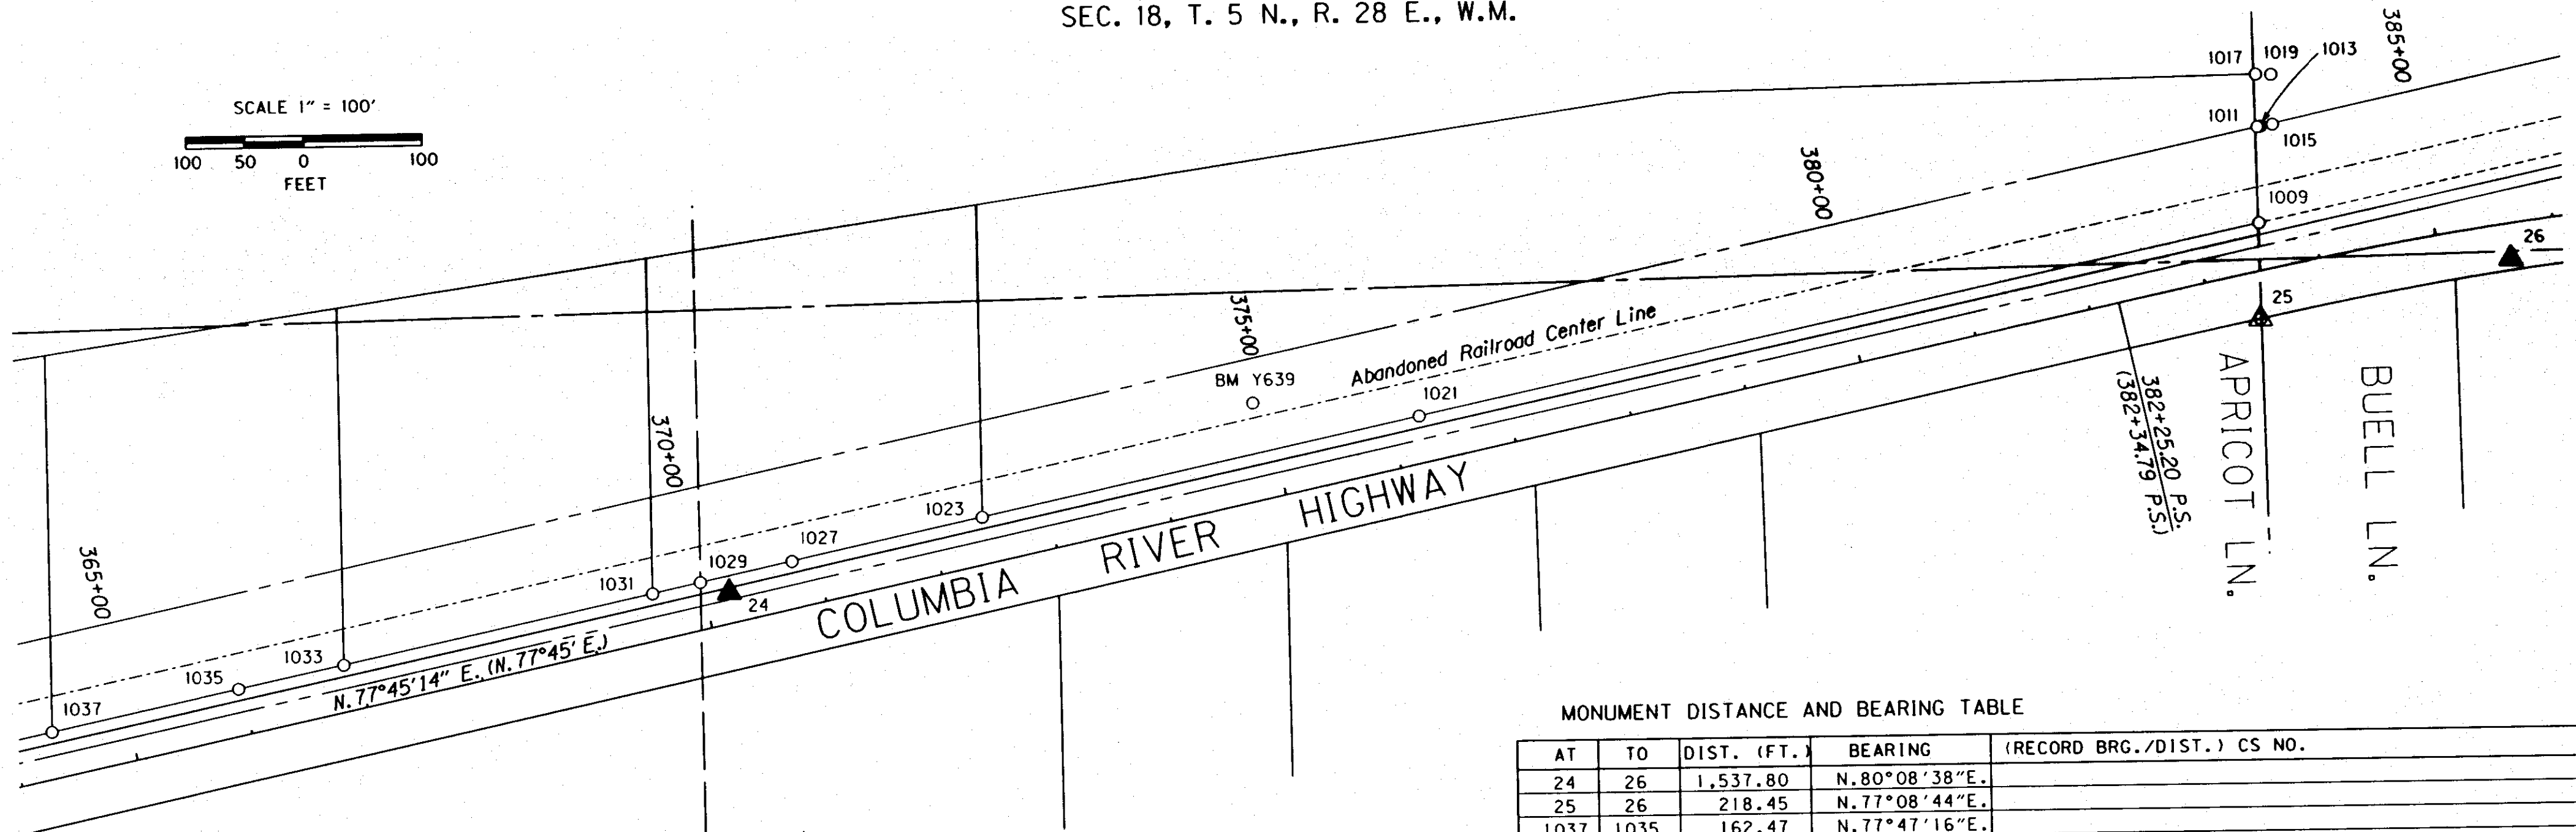 SEC. 18, T. 5 N., R. 28 E., W.M.
SCALE 1" = 100'
100 50 0 100
FEET
1017 1019 1013
385+00
1011
1015
380+00
1009
26
25
375+00
BM Y639
Abandoned Railroad Center Line
1021
370+00
1023
1027
1029
1031
24
365+00
1033
1035
1037
N.77°45'14" E. (N.77°45' E.)
COLUMBIA RIVER HIGHWAY
382+25.20 P.S.
(382+34.79 P.S.)
APRICOT LN.
BUELL LN.
MONUMENT DISTANCE AND BEARING TABLE
AT TO DIST. (FT.) BEARING (RECORD BRG./DIST.) CS NO.
24 26 1,537.80 N.80°08'38"E.
25 26 218.45 N.77°08'44"E.
1037 1035 162.47 N.77°47'16"E.